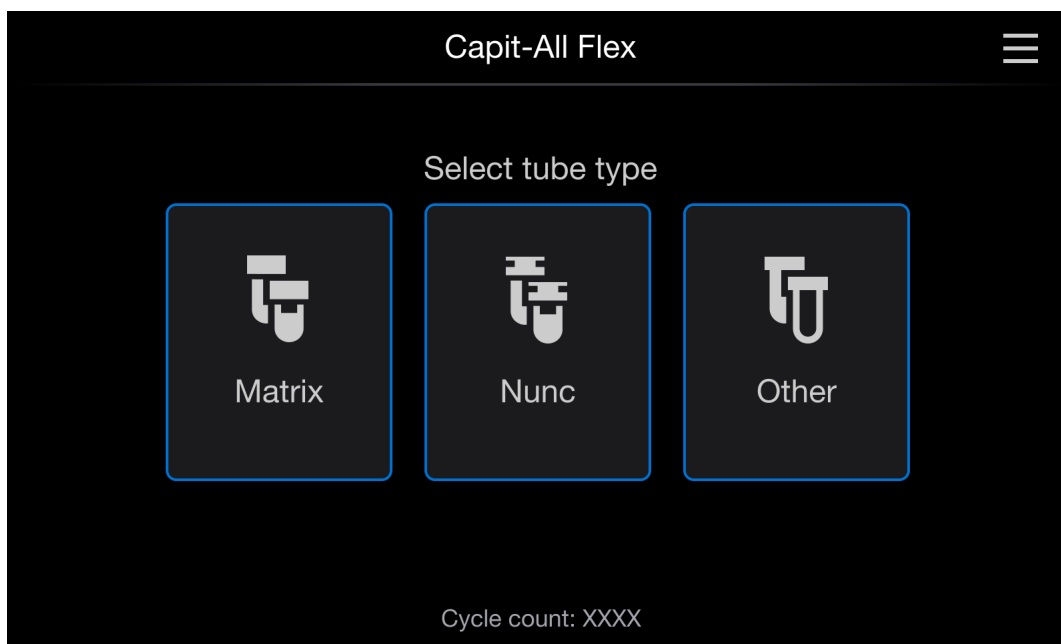 Capit-All Flex
Select tube type
Matrix Nunc Other
Cycle count: XXXX